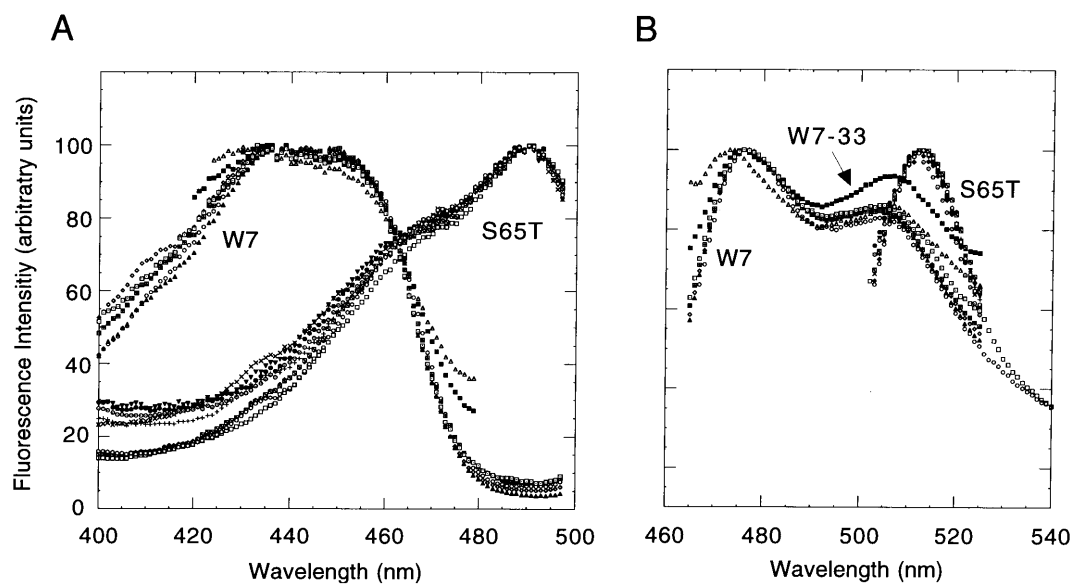 A
B
Fluorescence Intensitiy (arbitratry units)
100
80
60
40
20
0
W7
S65T
400
420
440
460
480
500
Wavelength (nm)
W7-33
S65T
W7
460
480
500
520
540
Wavelength (nm)